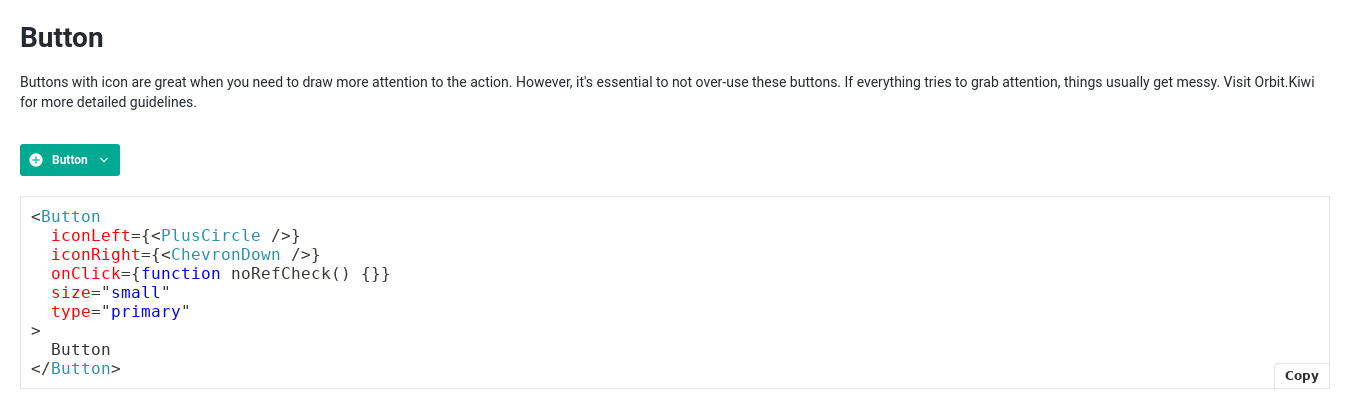 Button
Buttons with icon are great when you need to draw more attention to the action. However, it's essential to not over-use these buttons. If everything tries to grab attention, things usually get messy. Visit Orbit.Kiwi
for more detailed guidelines.
Button
<Button
  iconLeft={<PlusCircle />}
  iconRight={<ChevronDown />}
  onClick={function noRefCheck() {}}
  size="small"
  type="primary"
>
  Button
</Button>
Copy